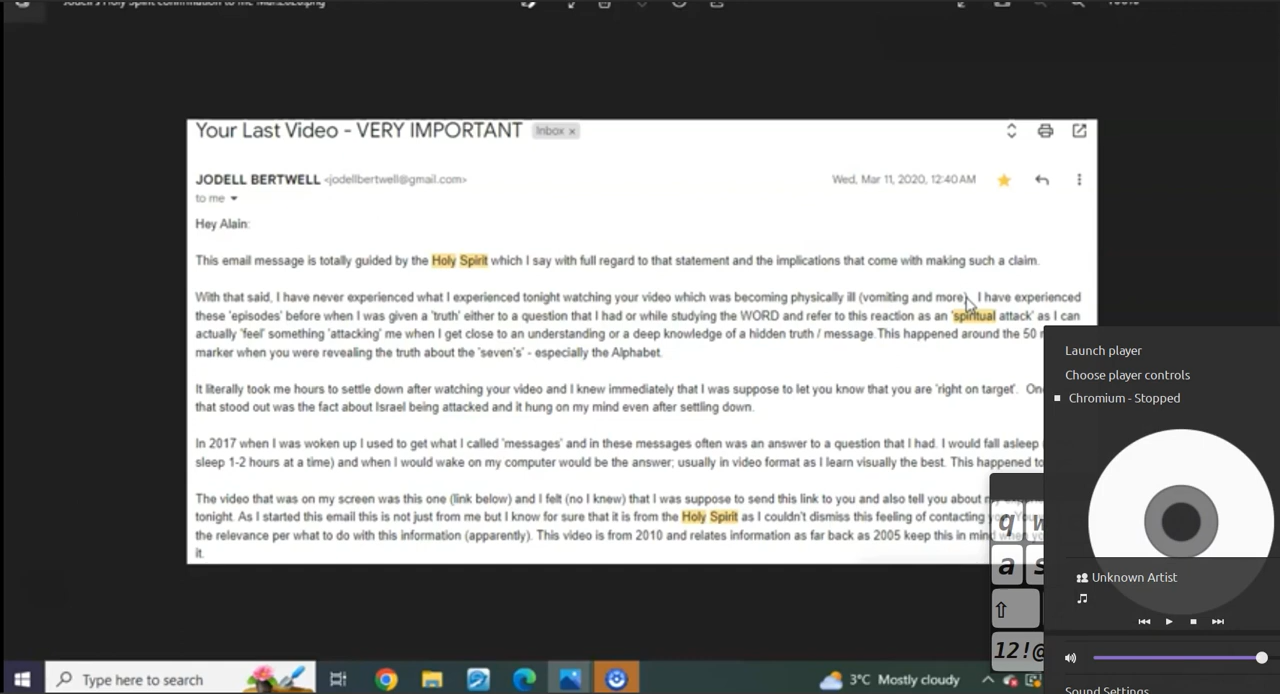 Your Last Video - VERY IMPORTANT Inbox ×
JODELL BERTWELL <jodellbertwell@gmail.com> Wed, Mar 11, 2020, 12:40 AM
to me
Hey Alain:
This email message is totally guided by the Holy Spirit which I say with full regard to that statement and the implications that come with making such a claim.
With that said, I have never experienced what I experienced tonight watching your video which was becoming physically ill (vomiting and more). I have experienced
these 'episodes' before when I was given a 'truth' either to a question that I had or while studying the WORD and refer to this reaction as an 'spiritual attack' as I can
actually 'feel' something 'attacking' me when I get close to an understanding or a deep knowledge of a hidden truth / message.This happened around the 50
marker when you were revealing the truth about the 'seven's' - especially the Alphabet.
It literally took me hours to settle down after watching your video and I knew immediately that I was suppose to let you know that you are 'right on target'.
that stood out was the fact about Israel being attacked and it hung on my mind even after settling down.
In 2017 when I was woken up I used to get what I called 'messages' and in these messages often was an answer to a question that I had. I would fall asleep
sleep 1-2 hours at a time) and when I would wake on my computer would be the answer; usually in video format as I learn visually the best. This happened to
The video that was on my screen was this one (link below) and I felt (no I knew) that I was suppose to send this link to you and also tell you about
tonight. As I started this email this is not just from me but I know for sure that it is from the Holy Spirit as I couldn't dismiss this feeling of contacting
the relevance per what to do with this information (apparently). This video is from 2010 and relates information as far back as 2005 keep this in mind
it.
Launch player
Choose player controls
Chromium - Stopped
Unknown Artist
Sound Settings
q w
a s
12!@
Type here to search
3°C Mostly cloudy